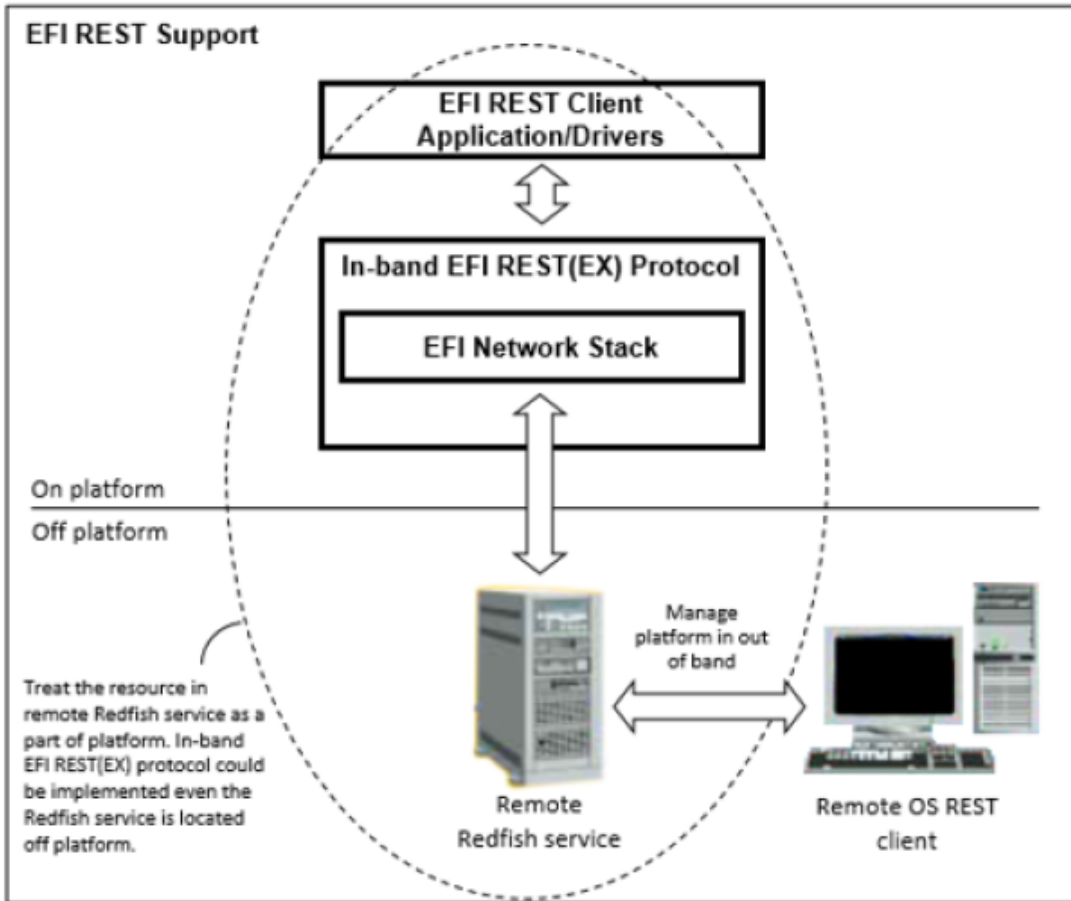 EFI REST Support
EFI REST Client
Application/Drivers
In-band EFI REST(EX) Protocol
EFI Network Stack
On platform
Off platform
Manage
platform in out
of band
Treat the resource in
remote Redfish service as a
part of platform. In-band
EFI REST(EX) protocol could
be implemented even the
Redfish service is located
off platform.
Remote
Redfish service
Remote OS REST
client